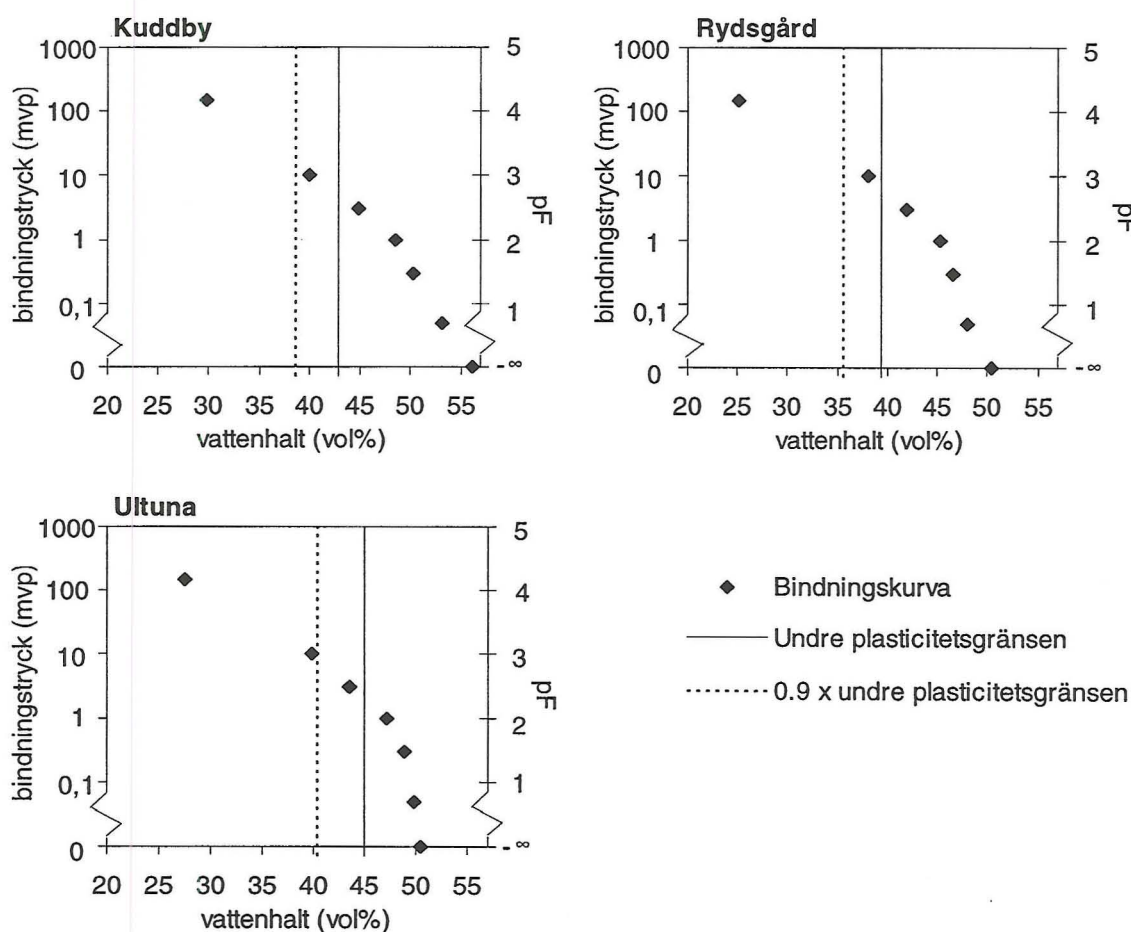 Kuddby
1000
100
10
1
0,1
0
bindningstryck (mvp)
5
4
3
2
1
- ∞
pF
20 25 30 35 40 45 50 55
vattenhalt (vol%)
Rydsgård
1000
100
10
1
0,1
0
bindningstryck (mvp)
5
4
3
2
1
- ∞
pF
20 25 30 35 40 45 50 55
vattenhalt (vol%)
Ultuna
1000
100
10
1
0,1
0
bindningstryck (mvp)
5
4
3
2
1
- ∞
pF
20 25 30 35 40 45 50 55
vattenhalt (vol%)
Bindningskurva
Undre plasticitetsgränsen
0.9 x undre plasticitetsgränsen